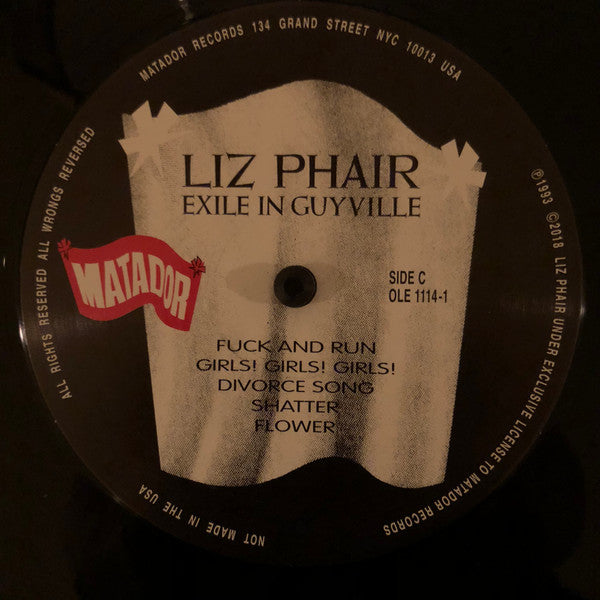 MATADOR RECORDS 134 GRAND STREET NYC 10013 USA
LIZ PHAIR
EXILE IN GUYVILLE
MATADOR
SIDE C
OLE 1114-1
FUCK AND RUN
GIRLS! GIRLS! GIRLS!
DIVORCE SONG
SHATTER
FLOWER
ALL RIGHTS RESERVED ALL WRONGS REVERSED
℗1993 ©2018 LIZ PHAIR UNDER EXCLUSIVE LICENSE TO MATADOR RECORDS
NOT MADE IN THE USA